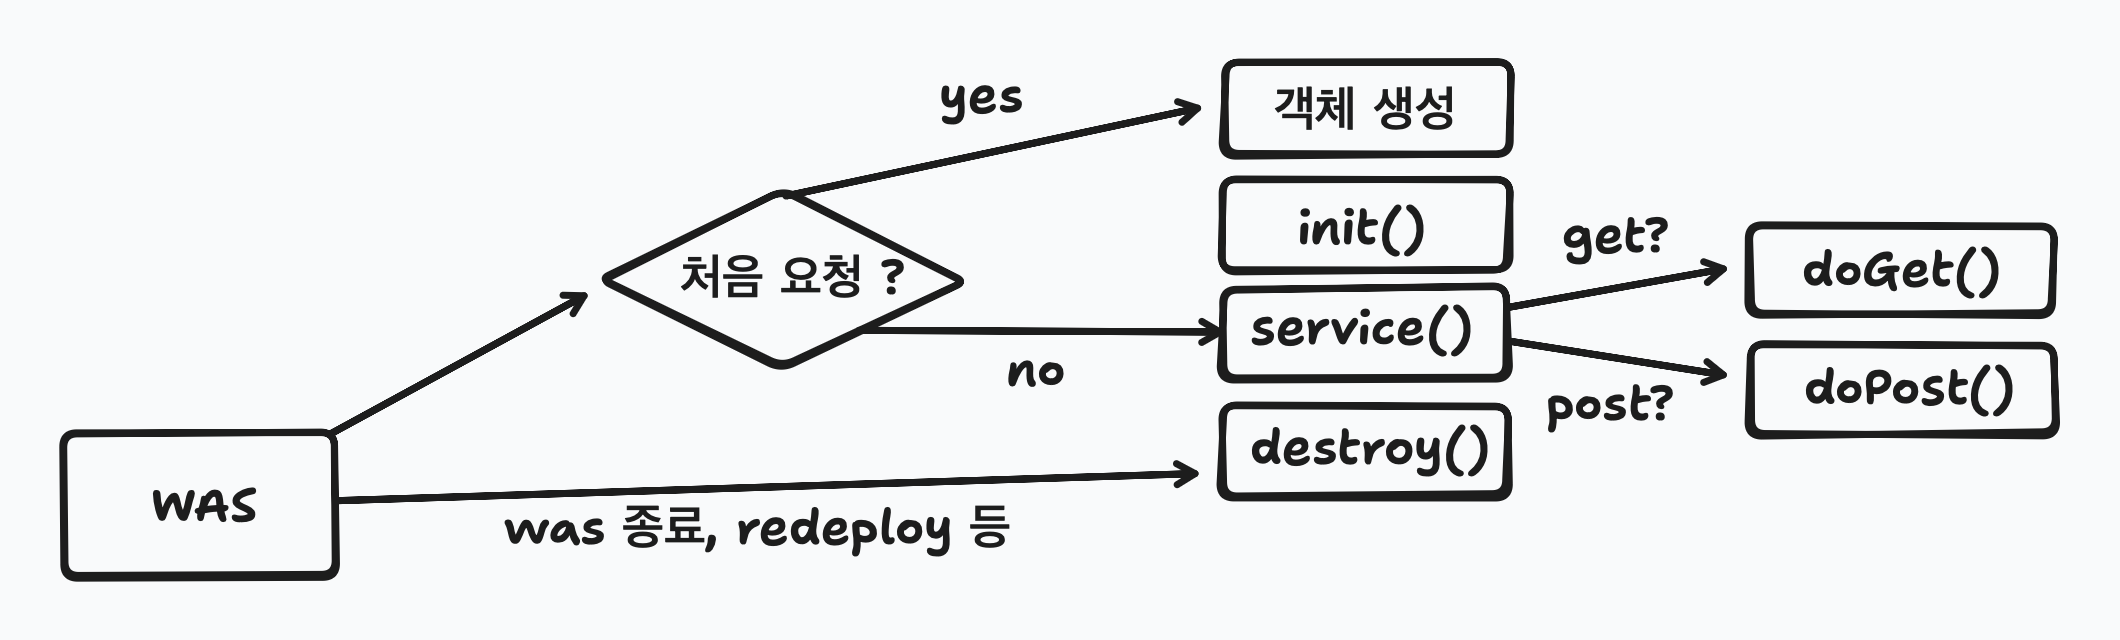 yes
객체 생성
init()
처음 요청 ?
get?
doGet()
service()
no
post?
doPost()
destroy()
WAS
was 종료, redeploy 등